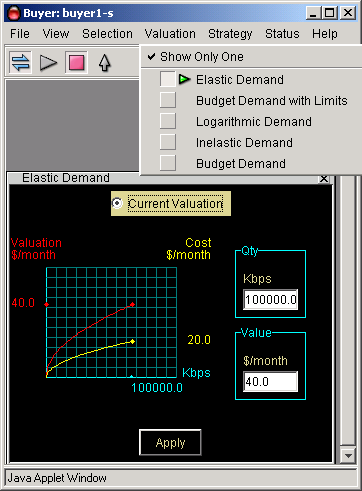 Buyer: buyer1-s
File View Selection Valuation Strategy Status Help
Show Only One
Elastic Demand
Budget Demand with Limits
Logarithmic Demand
Inelastic Demand
Budget Demand
Elastic Demand
Current Valuation
Valuation
$/month
Cost
$/month
40.0
20.0
Kbps
100000.0
Qty
Kbps
100000.0
Value
$/month
40.0
Apply
Java Applet Window